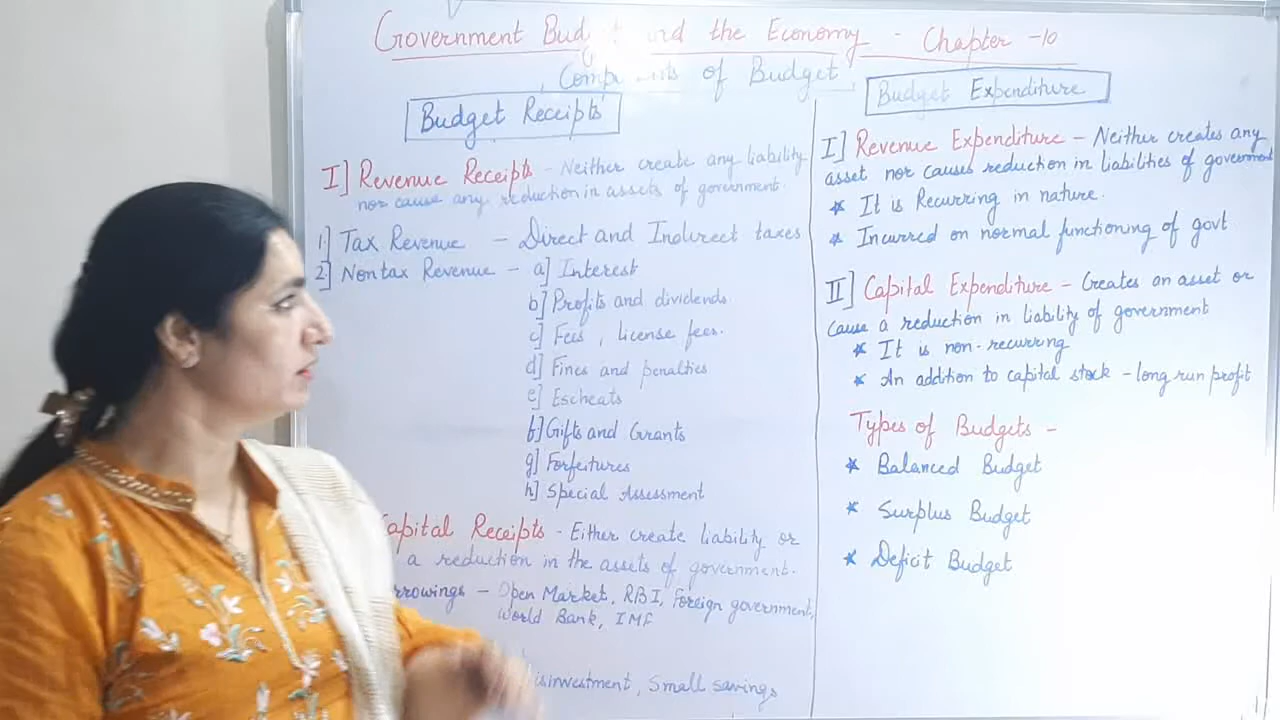 Government Bud t and the Economy - Chapter -10
Comp nts of Budget
Budget Receipts
I] Revenue Receipts - Neither create any liability
nor cause any reduction in assets of government.
1.] Tax Revenue - Direct and Indirect taxes
2.] Non tax Revenue - a] Interest
b] Profits and dividends
c] Fees, license fees.
d] Fines and penalties
e] Escheats
f] Gifts and Grants
g] Forfeitures
h] Special Assessment
apital Receipts - Either create liability or
a reduction in the assets of government.
rrowings - Open Market, RBI, Foreign government,
World Bank, IMF
isinvestment, Small savings
Budget Expenditure
I] Revenue Expenditure - Neither creates any
asset nor causes reduction in liabilities of government
* It is Recurring in nature.
* Incurred on normal functioning of govt
II] Capital Expenditure - Creates an asset or
cause a reduction in liability of government
* It is non-recurring
* An addition to capital stock - long run profit
Types of Budgets -
* Balanced Budget
* Surplus Budget
* Deficit Budget